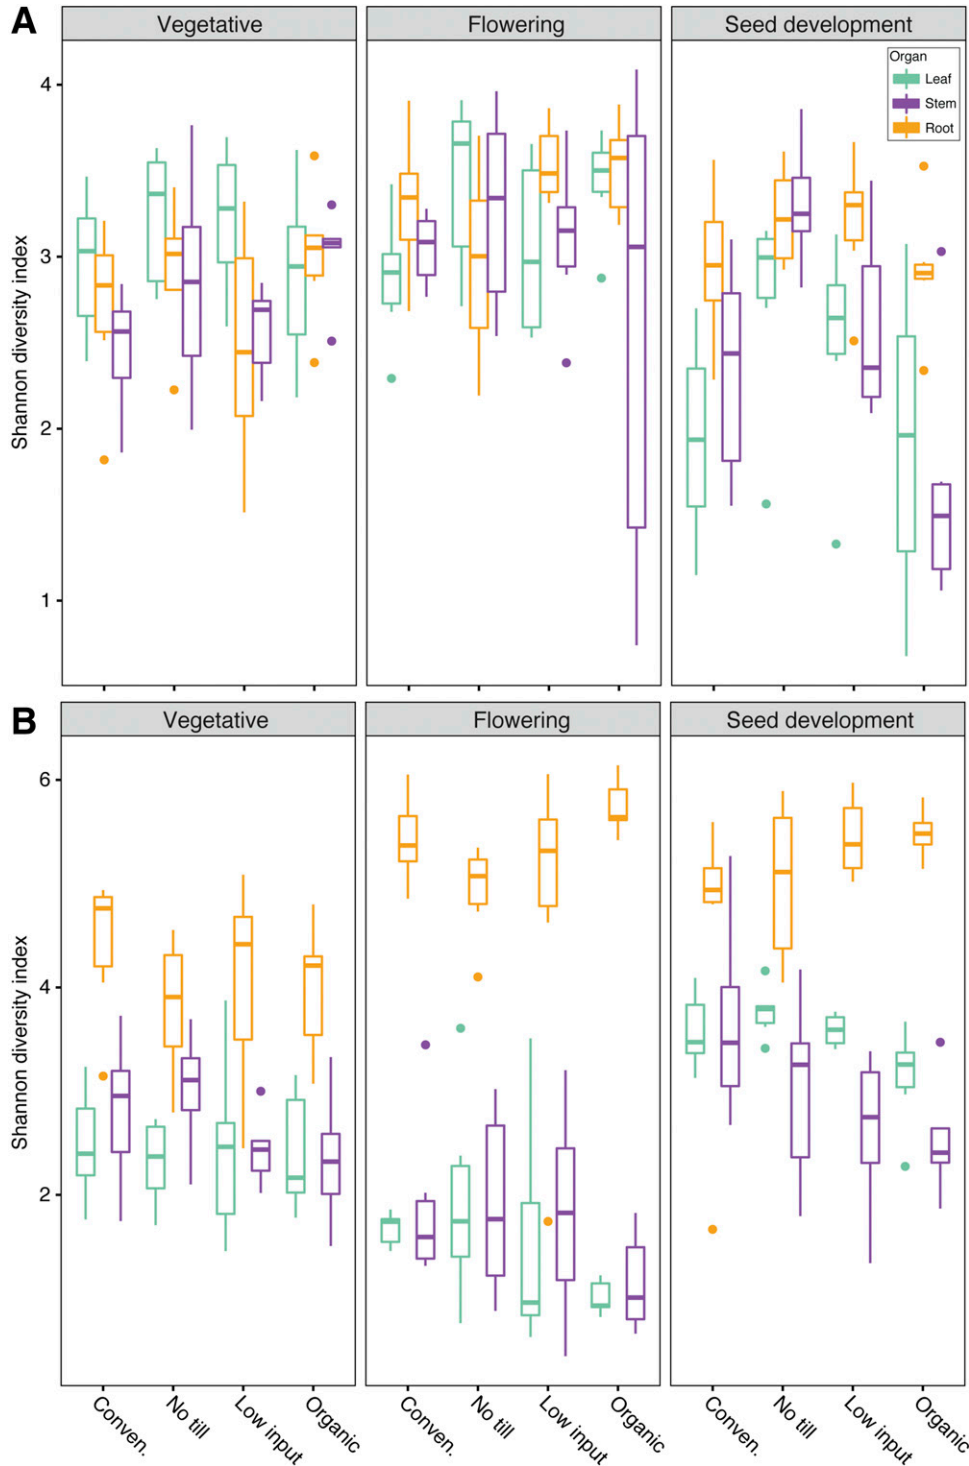 A
Vegetative
Flowering
Seed development
Organ
Leaf
Stem
Root
4
3
2
1
Shannon diversity index
B
Vegetative
Flowering
Seed development
6
4
2
Shannon diversity index
Conven.
No till
Low input
Organic
Conven.
No till
Low input
Organic
Conven.
No till
Low input
Organic